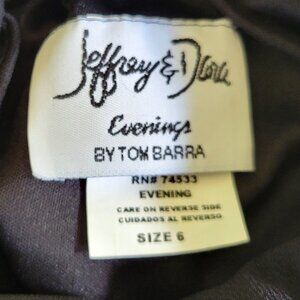 Jeffrey & Dara
Evenings
BY TOM BARRA
RN# 74533
EVENING
CARE ON REVERSE SIDE
CUIDADOS AL REVERSO
SIZE 6